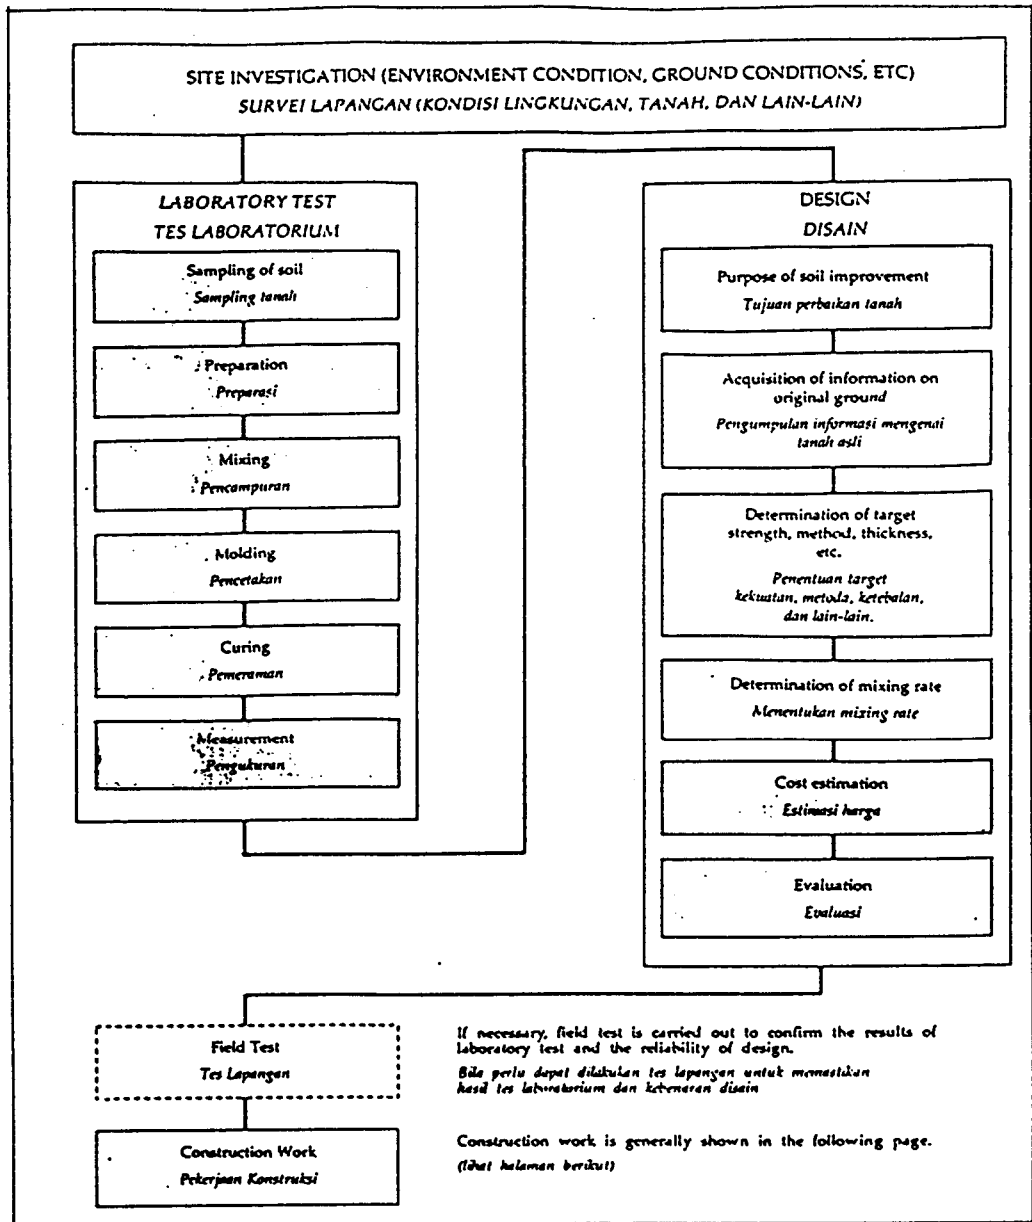 SITE INVESTIGATION (ENVIRONMENT CONDITION, GROUND CONDITIONS, ETC)
SURVEI LAPANGAN (KONDISI LINGKUNGAN, TANAH, DAN LAIN-LAIN)
LABORATORY TEST
TES LABORATORIUM
Sampling of soil
Sampling tanah
Preparation
Preparasi
Mixing
Pencampuran
Molding
Pencetakan
Curing
Pemeraman
Measurement
Pengukuran
DESIGN
DISAIN
Purpose of soil improvement
Tujuan perbaikan tanah
Acquisition of information on
original ground
Pengumpulan informasi mengenai
tanah asli
Determination of target
strength, method, thickness,
etc.
Penentuan target
kekuatan, metoda, ketebalan,
dan lain-lain.
Determination of mixing rate
Menentukan mixing rate
Cost estimation
Estimasi harga
Evaluation
Evaluasi
Field Test
Tes Lapangan
If necessary, field test is carried out to confirm the results of
laboratory test and the reliability of design.
Bila perlu dapat dilakukan tes lapangan untuk memastikan
hasil tes laboratorium dan kebenaran disain
Construction Work
Pekerjaan Konstruksi
Construction work is generally shown in the following page.
(lihat halaman berikut)